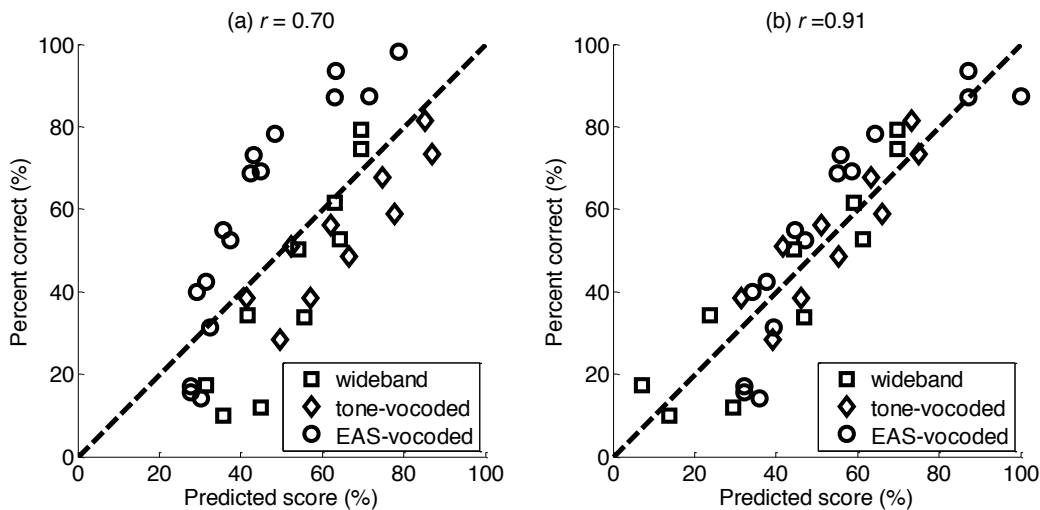 (a) r = 0.70
100
80
60
40
20
0
Percent correct (%)
0 20 40 60 80 100
Predicted score (%)
wideband
tone-vocoded
EAS-vocoded
(b) r =0.91
100
80
60
40
20
0
Percent correct (%)
0 20 40 60 80 100
Predicted score (%)
wideband
tone-vocoded
EAS-vocoded